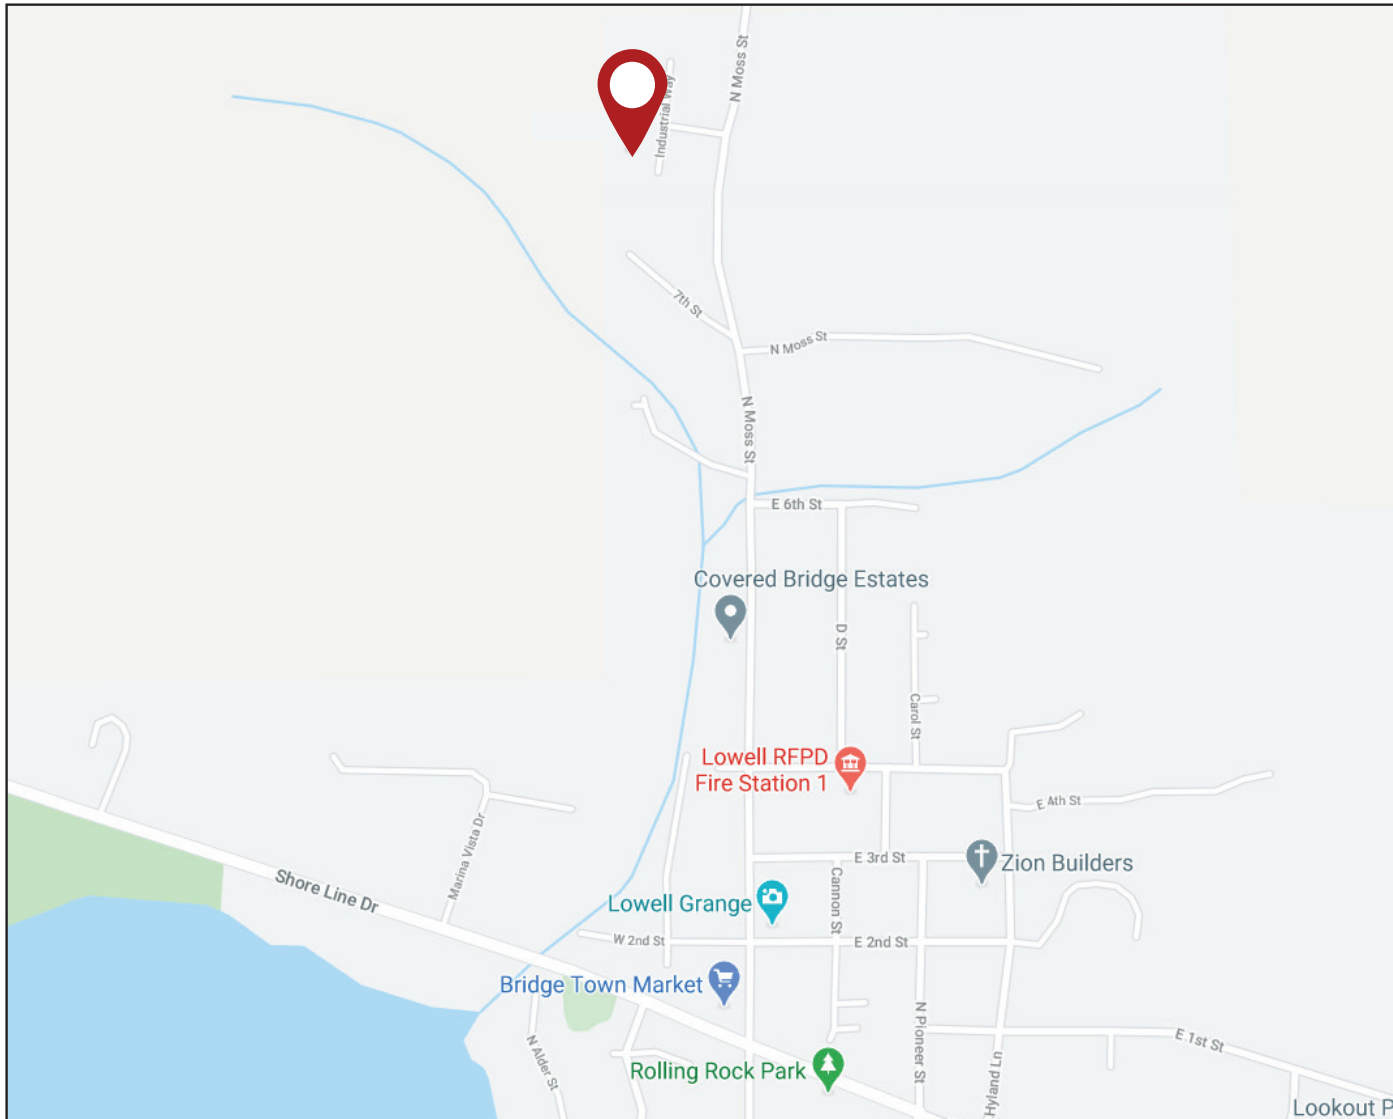 N Moss St
Industrial Way
7th St
N Moss St
N Moss St
E 6th St
Covered Bridge Estates
D St
Carol St
Lowell RFPD
Fire Station 1
E 4th St
Marina Vista Dr
E 3rd St
Zion Builders
Shore Line Dr
Cannon St
Lowell Grange
W 2nd St
E 2nd St
Bridge Town Market
N Pioneer St
E 1st St
N Alder St
Hyland Ln
Rolling Rock Park
Lookout P